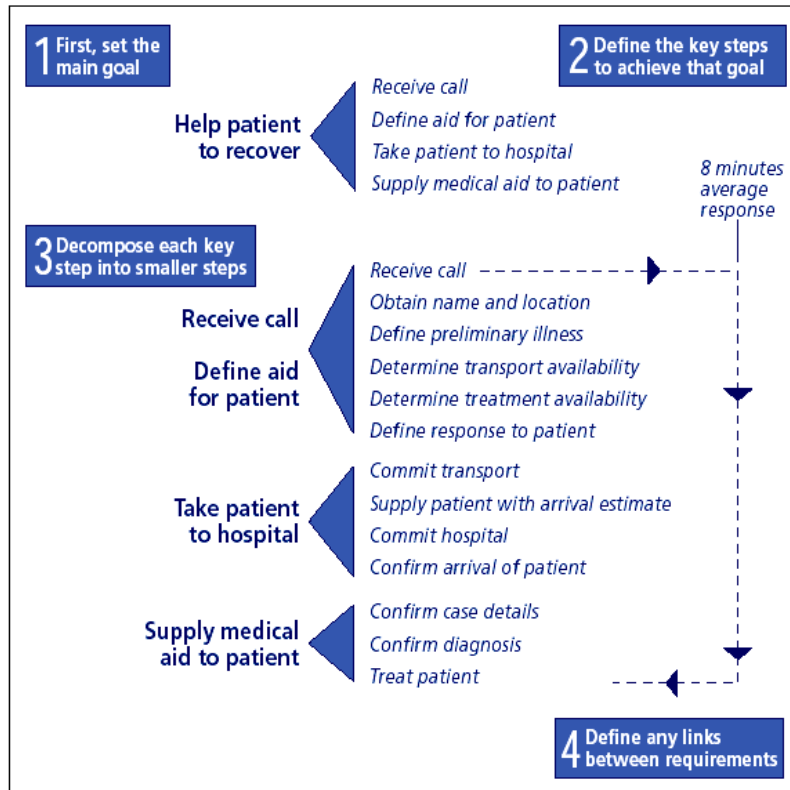 1 First, set the
main goal
2 Define the key steps
to achieve that goal
Help patient
to recover
Receive call
Define aid for patient
Take patient to hospital
Supply medical aid to patient
8 minutes
average
response
3 Decompose each key
step into smaller steps
Receive call
Define aid
for patient
Receive call
Obtain name and location
Define preliminary illness
Determine transport availability
Determine treatment availability
Define response to patient
Take patient
to hospital
Commit transport
Supply patient with arrival estimate
Commit hospital
Confirm arrival of patient
Supply medical
aid to patient
Confirm case details
Confirm diagnosis
Treat patient
4 Define any links
between requirements